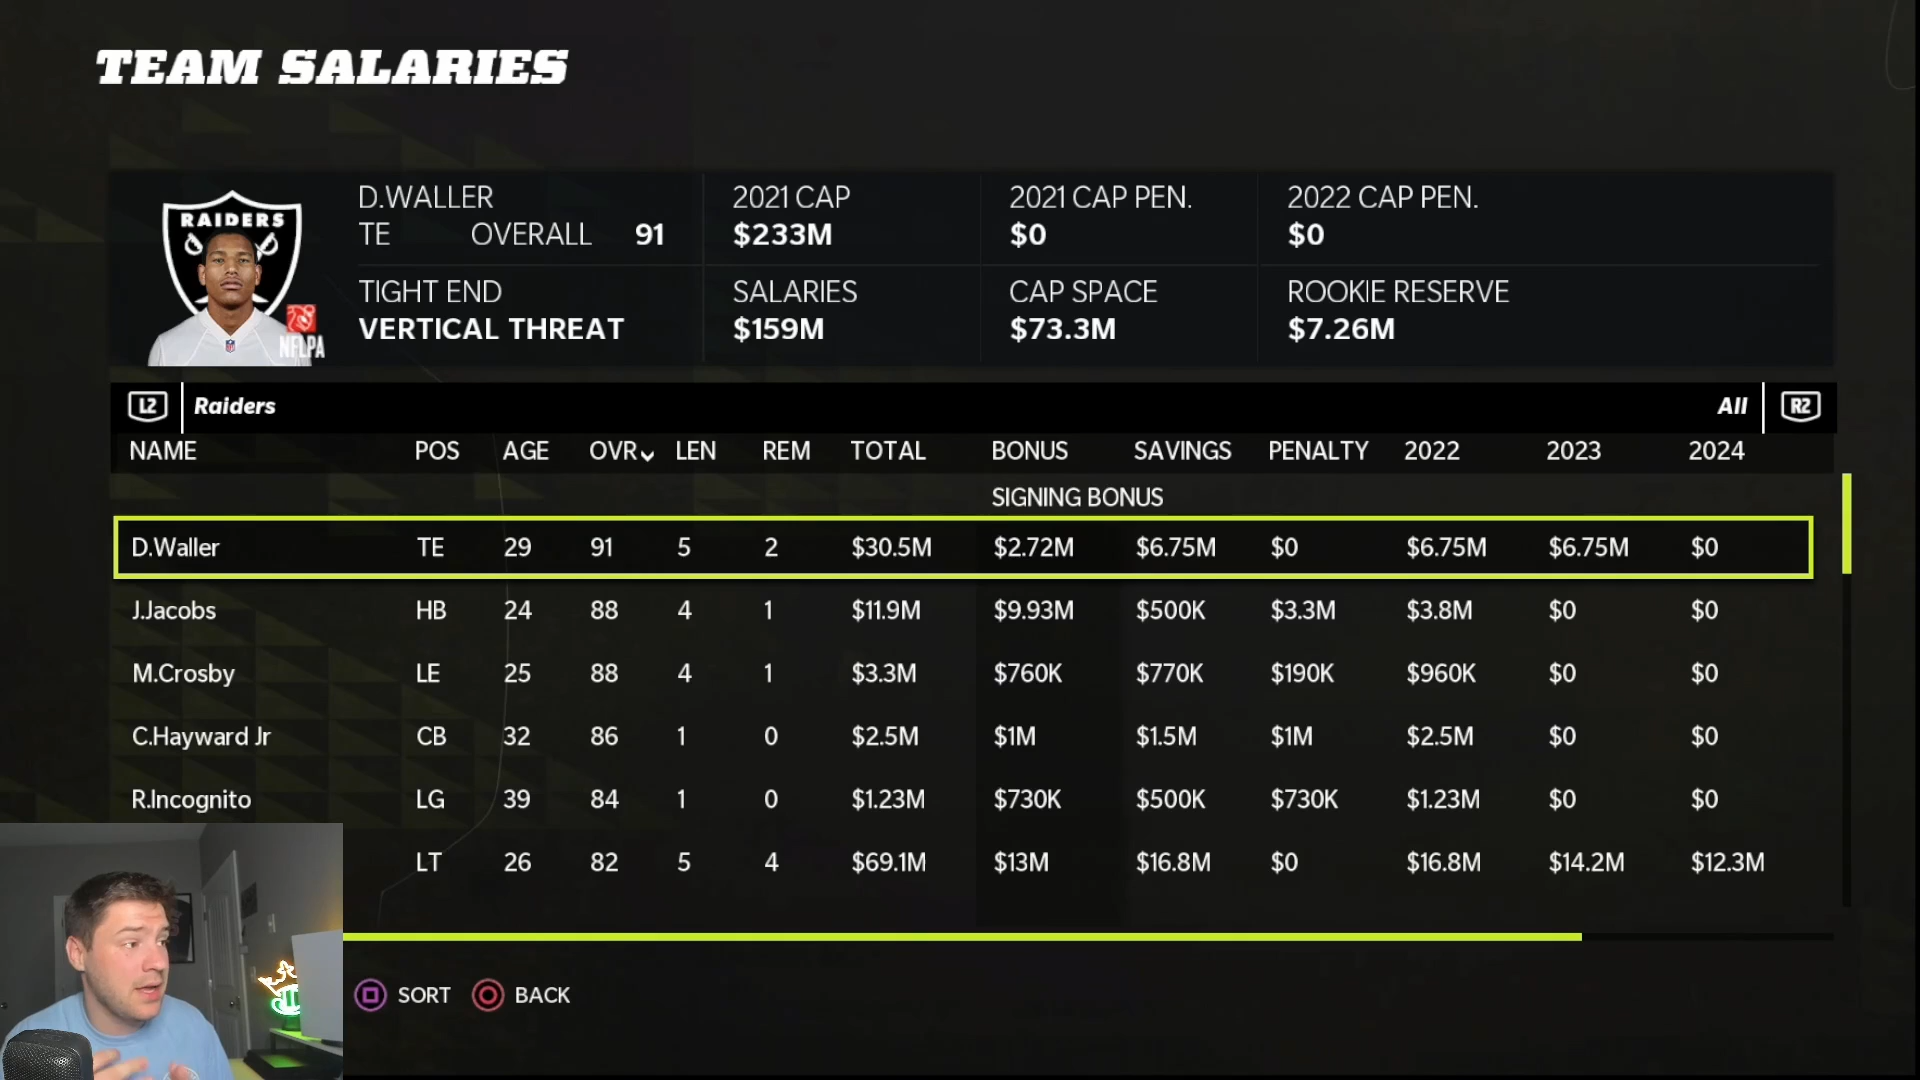 TEAM SALARIES
RAIDERS
NFLPA
D.WALLER
TE OVERALL 91
TIGHT END
VERTICAL THREAT
2021 CAP
$233M
SALARIES
$159M
2021 CAP PEN.
$0
CAP SPACE
$73.3M
2022 CAP PEN.
$0
ROOKIE RESERVE
$7.26M
L2 Raiders All R2
NAME POS AGE OVR LEN REM TOTAL BONUS SAVINGS PENALTY 2022 2023 2024
SIGNING BONUS
D.Waller TE 29 91 5 2 $30.5M $2.72M $6.75M $0 $6.75M $6.75M $0
J.Jacobs HB 24 88 4 1 $11.9M $9.93M $500K $3.3M $3.8M $0 $0
M.Crosby LE 25 88 4 1 $3.3M $760K $770K $190K $960K $0 $0
C.Hayward Jr CB 32 86 1 0 $2.5M $1M $1.5M $1M $2.5M $0 $0
R.Incognito LG 39 84 1 0 $1.23M $730K $500K $730K $1.23M $0 $0
LT 26 82 5 4 $69.1M $13M $16.8M $0 $16.8M $14.2M $12.3M
SORT BACK